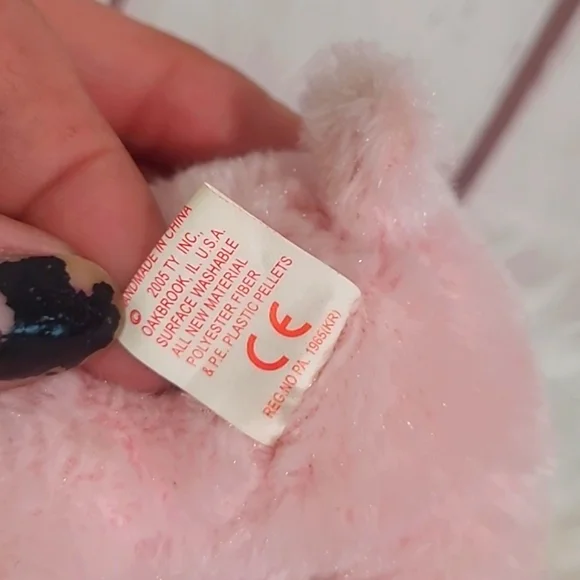 HANDMADE IN CHINA
© 2005 TY INC.,
OAKBROOK, IL. U.S.A.
SURFACE WASHABLE
ALL NEW MATERIAL
POLYESTER FIBER
& P.E. PLASTIC PELLETS
CE
REG.NO PA. 1965(KR)